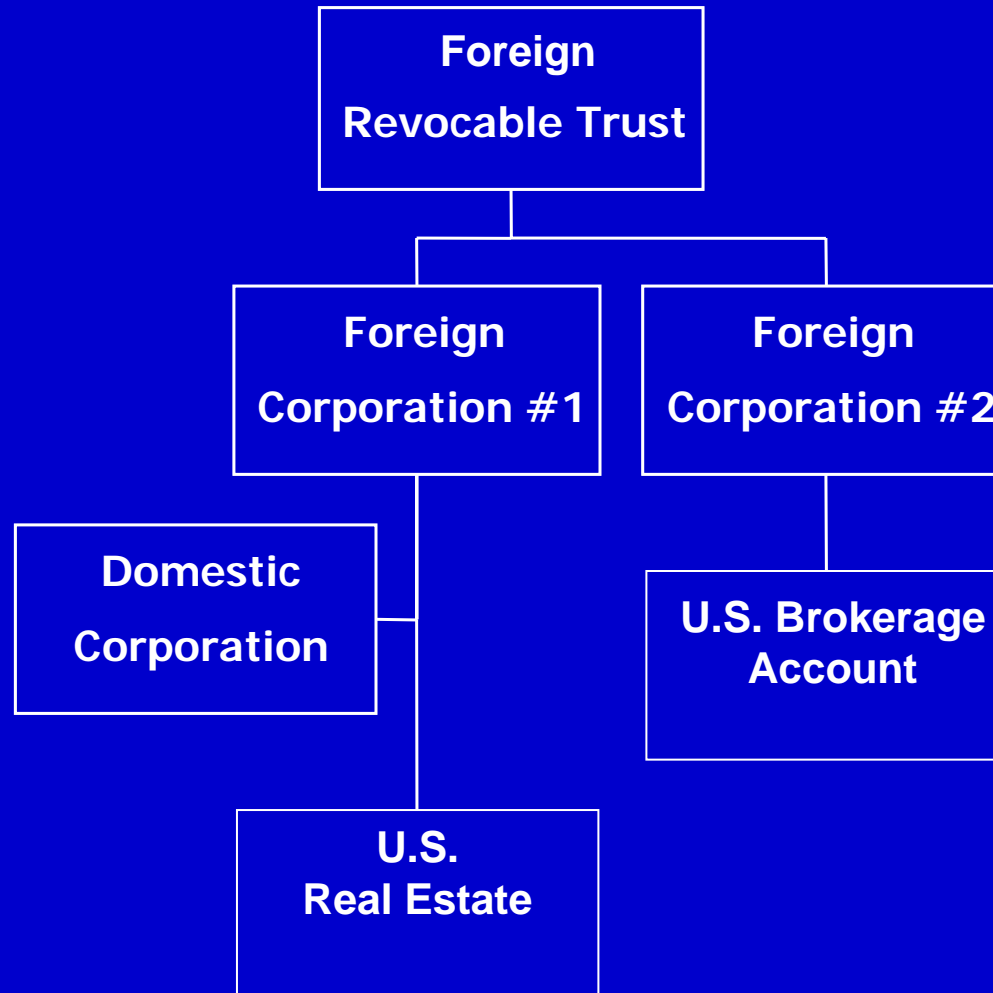 Foreign
Revocable Trust
Foreign
Corporation #1
Foreign
Corporation #2
Domestic
Corporation
U.S. Brokerage
Account
U.S.
Real Estate